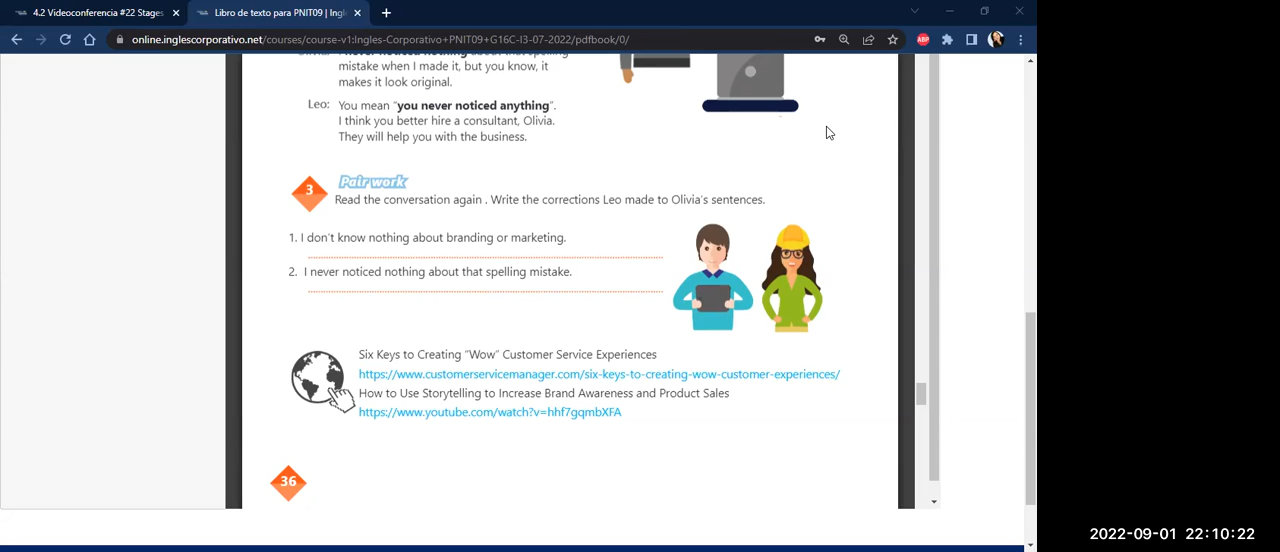 4.2 Videoconferencia #22 Stages
Libro de texto para PNIT09 | Ingl
online.inglescorporativo.net/courses/course-v1:Ingles-Corporativo+PNIT09+G16C-I3-07-2022/pdfbook/0/
ABP
mistake when I made it, but you know, it
makes it look original.
Leo: You mean “you never noticed anything”.
I think you better hire a consultant, Olivia.
They will help you with the business.
3
Pair work
Read the conversation again . Write the corrections Leo made to Olivia's sentences.
1. I don't know nothing about branding or marketing.
2. I never noticed nothing about that spelling mistake.
Six Keys to Creating “Wow” Customer Service Experiences
https://www.customerservicemanager.com/six-keys-to-creating-wow-customer-experiences/
How to Use Storytelling to Increase Brand Awareness and Product Sales
https://www.youtube.com/watch?v=hhf7gqmbXFA
36
2022-09-01 22:10:22